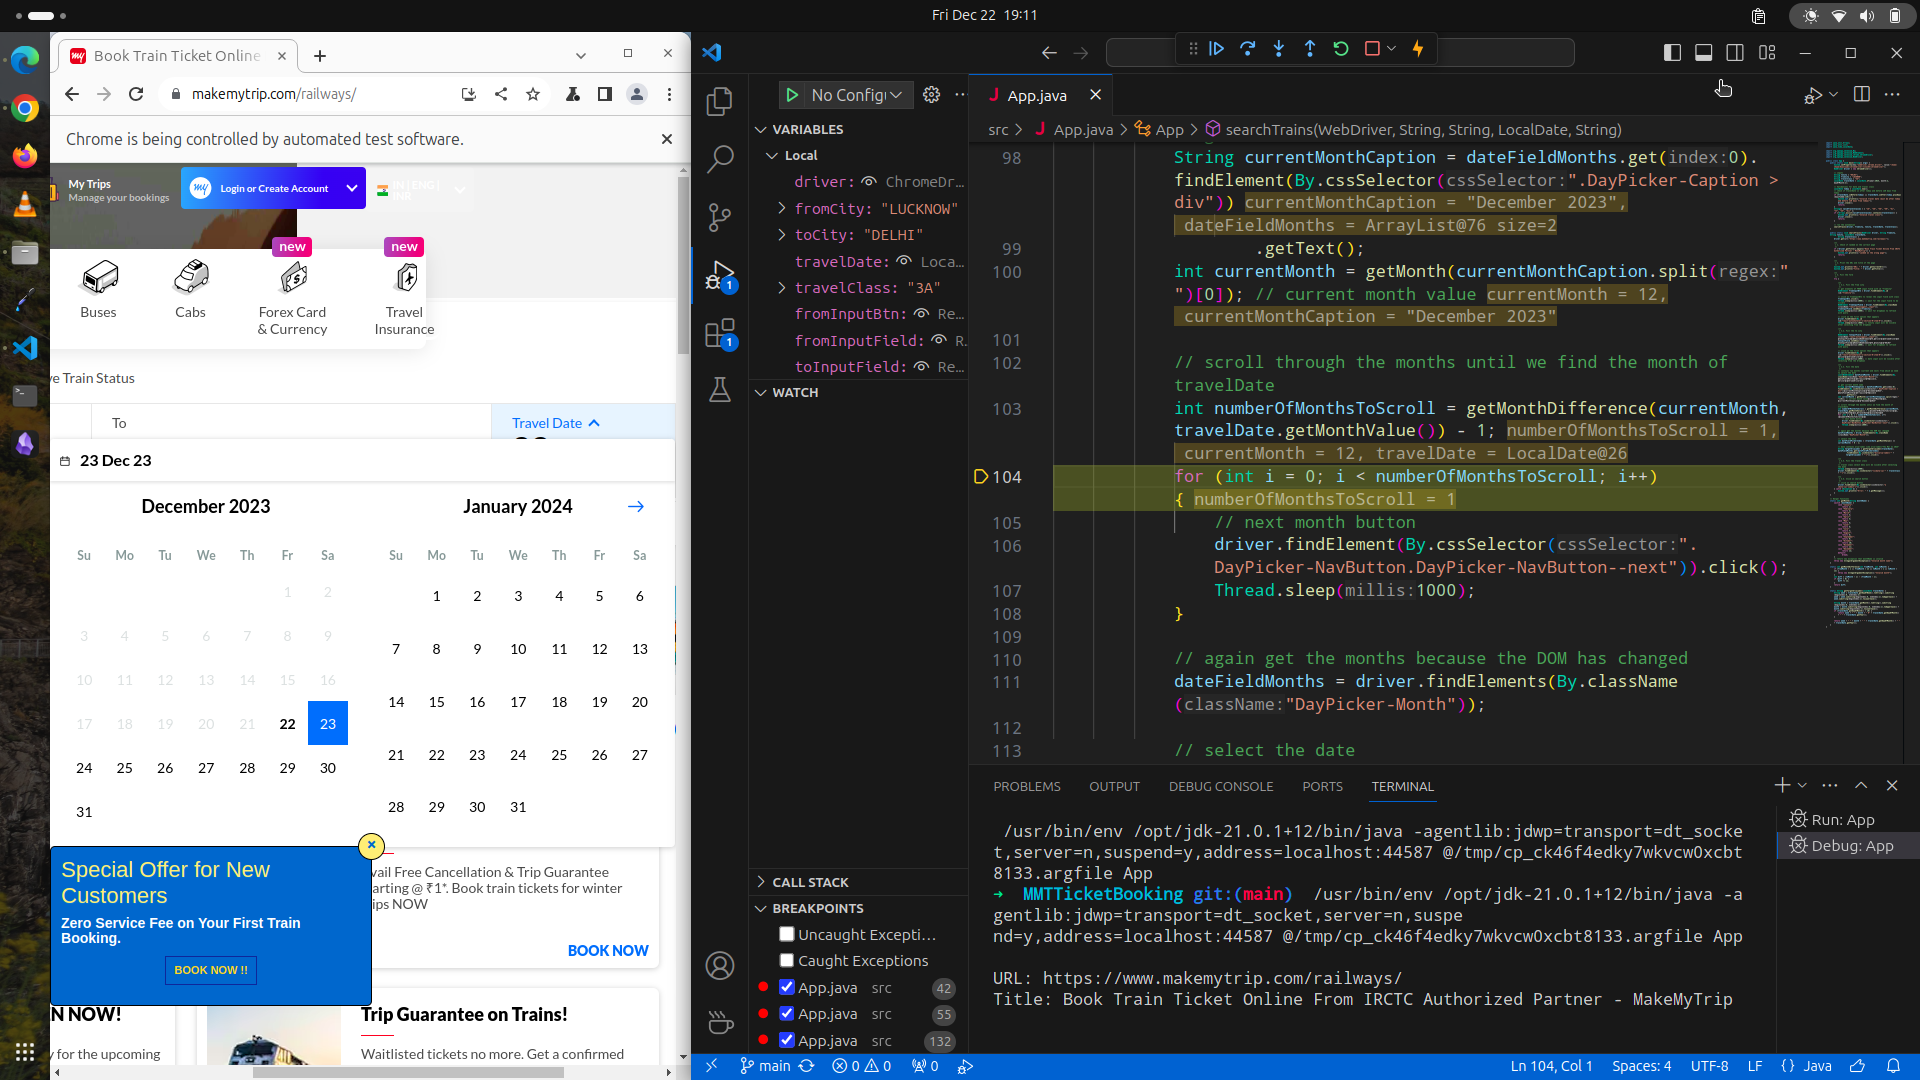 Fri Dec 22 19:11
Book Train Ticket Online
makemytrip.com/railways/
Chrome is being controlled by automated test software.
My Trips
Manage your bookings
Login or Create Account
IN | ENG |
INR
new
new
Buses
Cabs
Forex Card
& Currency
Travel
Insurance
e Train Status
To
Travel Date
23 Dec 23
December 2023
Su Mo Tu We Th Fr Sa
1 2
3 4 5 6 7 8 9
10 11 12 13 14 15 16
17 18 19 20 21 22 23
24 25 26 27 28 29 30
31
January 2024
Su Mo Tu We Th Fr Sa
1 2 3 4 5 6
7 8 9 10 11 12 13
14 15 16 17 18 19 20
21 22 23 24 25 26 27
28 29 30 31
Special Offer for New
Customers
Zero Service Fee on Your First Train
Booking.
BOOK NOW !!
vail Free Cancellation & Trip Guarantee
arting @ ₹1*. Book train tickets for winter
ips NOW
BOOK NOW
N NOW!
for the upcoming
Trip Guarantee on Trains!
Waitlisted tickets no more. Get a confirmed
No Config
VARIABLES
Local
driver: ChromeDr...
fromCity: "LUCKNOW"
toCity: "DELHI"
travelDate: Loca...
travelClass: "3A"
fromInputBtn: Re...
fromInputField: R.
toInputField: Re...
WATCH
CALL STACK
BREAKPOINTS
Uncaught Excepti...
Caught Exceptions
App.java src 42
App.java src 55
App.java src 132
1
1
J App.java
src > J App.java > App > searchTrains(WebDriver, String, String, LocalDate, String)
98 String currentMonthCaption = dateFieldMonths.get(index:0).
findElement(By.cssSelector(cssSelector:".DayPicker-Caption >
div")) currentMonthCaption = "December 2023",
dateFieldMonths = ArrayList@76 size=2
99 .getText();
100 int currentMonth = getMonth(currentMonthCaption.split(regex:"
")[0]); // current month value currentMonth = 12,
currentMonthCaption = "December 2023"
101
102 // scroll through the months until we find the month of
travelDate
103 int numberOfMonthsToScroll = getMonthDifference(currentMonth,
travelDate.getMonthValue()) - 1; numberOfMonthsToScroll = 1,
currentMonth = 12, travelDate = LocalDate@26
104 for (int i = 0; i < numberOfMonthsToScroll; i++)
{ numberOfMonthsToScroll = 1
105 // next month button
106 driver.findElement(By.cssSelector(cssSelector:".
DayPicker-NavButton.DayPicker-NavButton--next")).click();
107 Thread.sleep(millis:1000);
108 }
109
110 // again get the months because the DOM has changed
111 dateFieldMonths = driver.findElements(By.className
(className:"DayPicker-Month"));
112
113 // select the date
PROBLEMS OUTPUT DEBUG CONSOLE PORTS TERMINAL
/usr/bin/env /opt/jdk-21.0.1+12/bin/java -agentlib:jdwp=transport=dt_socke
t,server=n,suspend=y,address=localhost:44587 @/tmp/cp_ck46f4edky7wkvcw0xcbt
8133.argfile App
→ MMTTicketBooking git:(main) /usr/bin/env /opt/jdk-21.0.1+12/bin/java -a
gentlib:jdwp=transport=dt_socket,server=n,suspe
nd=y,address=localhost:44587 @/tmp/cp_ck46f4edky7wkvcw0xcbt8133.argfile App
URL: https://www.makemytrip.com/railways/
Title: Book Train Ticket Online From IRCTC Authorized Partner - MakeMyTrip
Run: App
Debug: App
main 0 0 0 Ln 104, Col 1 Spaces: 4 UTF-8 LF {} Java